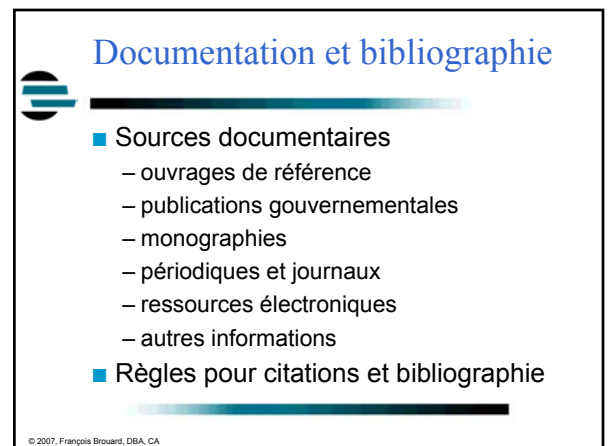 Documentation et bibliographie
■ Sources documentaires
– ouvrages de référence
– publications gouvernementales
– monographies
– périodiques et journaux
– ressources électroniques
– autres informations
■ Règles pour citations et bibliographie
© 2007, François Brouard, DBA, CA